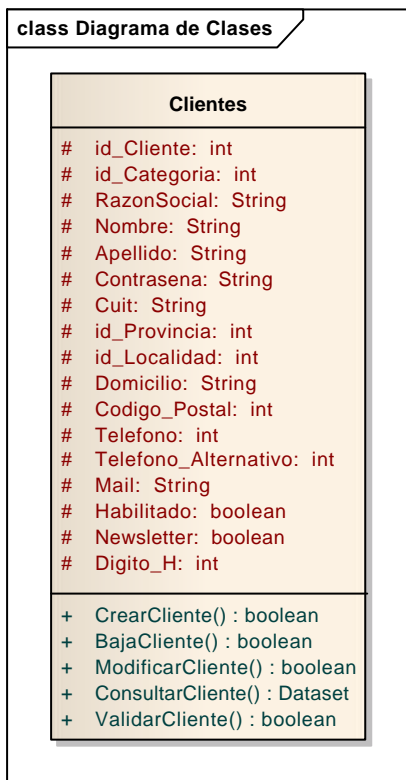 class Diagrama de Clases
Clientes
# id_Cliente: int
# id_Categoria: int
# RazonSocial: String
# Nombre: String
# Apellido: String
# Contrasena: String
# Cuit: String
# id_Provincia: int
# id_Localidad: int
# Domicilio: String
# Codigo_Postal: int
# Telefono: int
# Telefono_Alternativo: int
# Mail: String
# Habilitado: boolean
# Newsletter: boolean
# Digito_H: int
+ CrearCliente() : boolean
+ BajaCliente() : boolean
+ ModificarCliente() : boolean
+ ConsultarCliente() : Dataset
+ ValidarCliente() : boolean